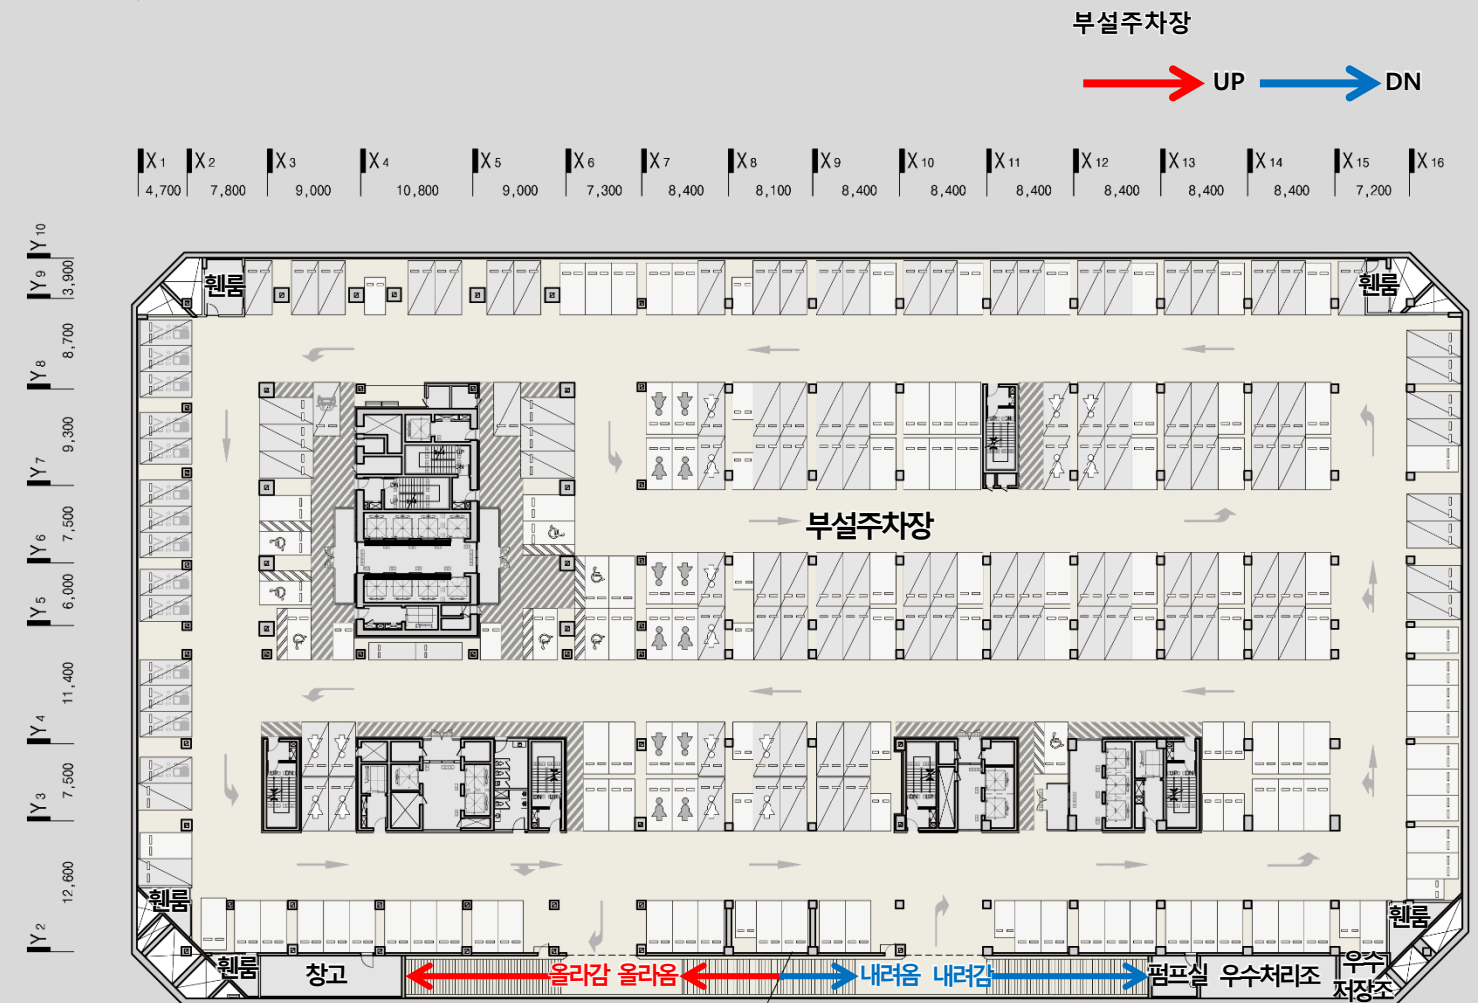 부설주차장
UP DN
X1 X2 X3 X4 X5 X6 X7 X8 X9 X10 X11 X12 X13 X14 X15 X16
4,700 7,800 9,000 10,800 9,000 7,300 8,400 8,100 8,400 8,400 8,400 8,400 8,400 8,400 7,200
Y10
3,900
Y9
8,700
Y8
9,300
Y7
7,500
Y6
6,000
Y5
11,400
Y4
7,500
Y3
12,600
Y2
휀룸
휀룸
부설주차장
휀룸
휀룸
휀룸
창고
올라감 올라옴
내려옴 내려감
펌프실
우수처리조
우수
저장조